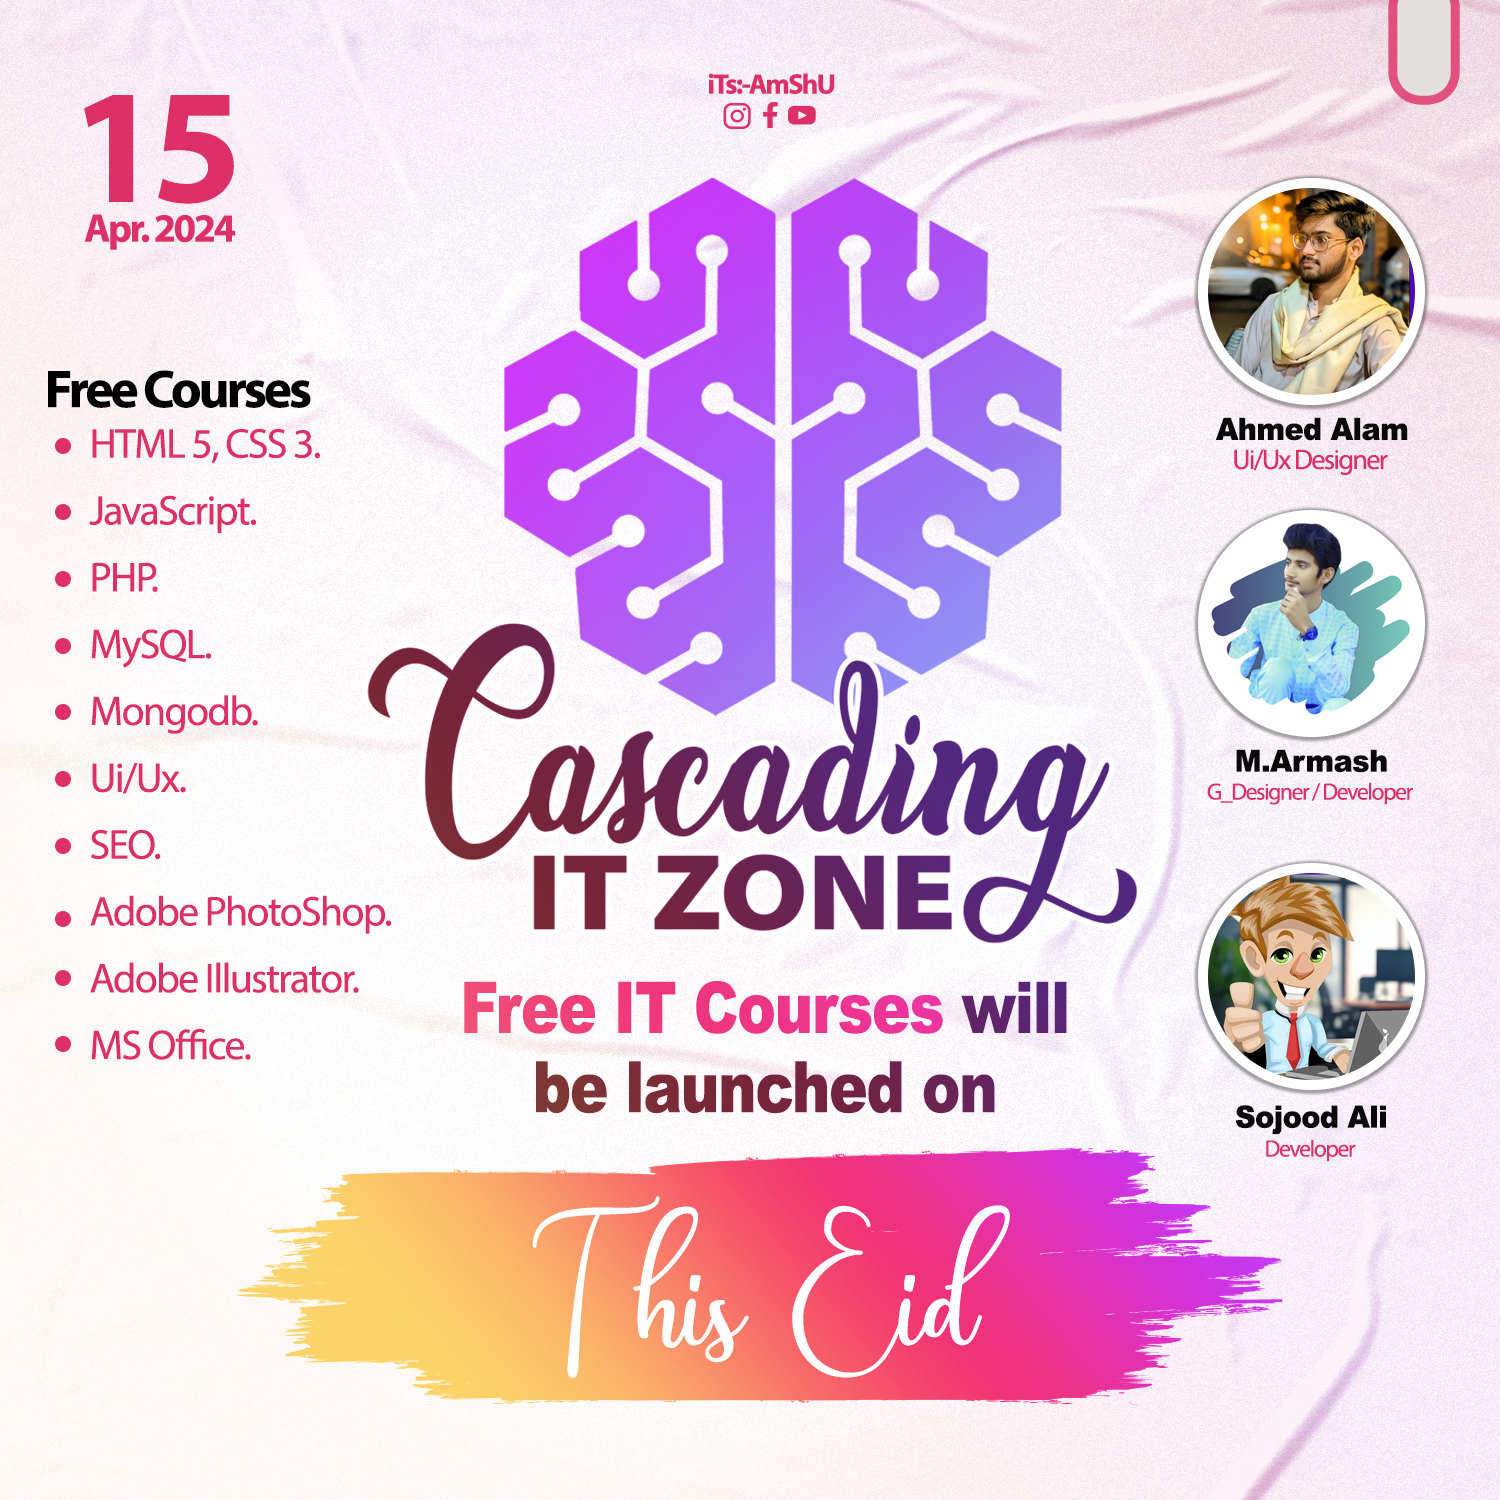 15
Apr. 2024
iTs:-AmShU
Free Courses
HTML 5, CSS 3.
JavaScript.
PHP.
MySQL.
Mongodb.
Ui/Ux.
SEO.
Adobe PhotoShop.
Adobe Illustrator.
MS Office.
Cascading
IT ZONE
Free IT Courses will
be launched on
This Eid
Ahmed Alam
Ui/Ux Designer
M.Armash
G_Designer / Developer
Sojood Ali
Developer